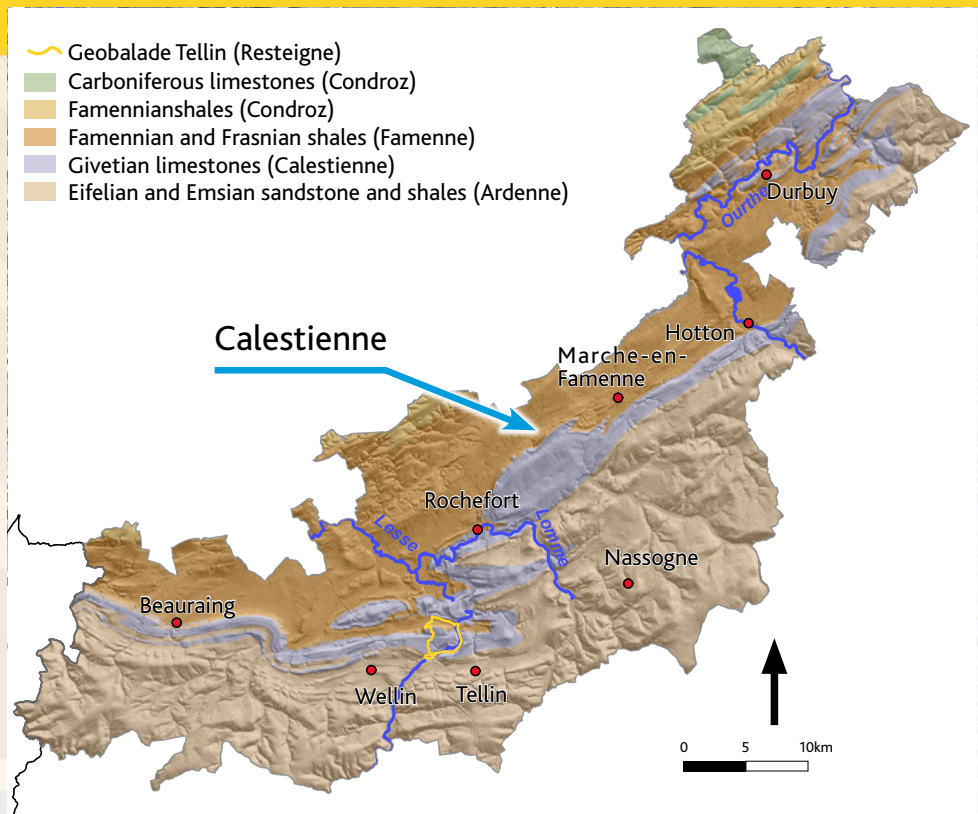 Geobalade Tellin (Resteigne)
Carboniferous limestones (Condroz)
Famennianshales (Condroz)
Famennian and Frasnian shales (Famenne)
Givetian limestones (Calestienne)
Eifelian and Emsian sandstone and shales (Ardenne)
Durbuy
Ourthe
Calestienne
Hotton
Marche-en-
Famenne
Rochefort
Lesse
Lomme
Nassogne
Beauraing
Wellin
Tellin
0 5 10km